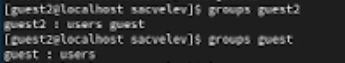 [guest2@localhost sacvelev]$ groups guest2
guest2 : users guest
[guest2@localhost sacvelev]$ groups guest
guest : users